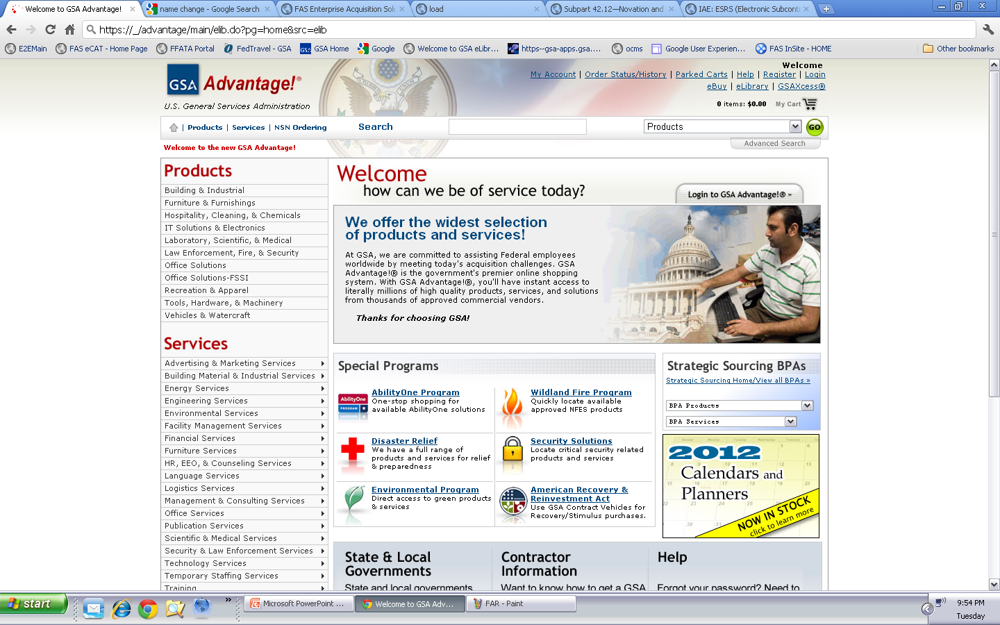 Welcome to GSA Advantage!
name change - Google Search
FAS Enterprise Acquisition Solu
load
Subpart 42.12—Novation and
IAE: ESRS (Electronic Subcont
https://_/advantage/main/elib.do?pg=home&src=elib
E2EMain
FAS eCAT - Home Page
FFATA Portal
FedTravel - GSA
GSA Home
Google
Welcome to GSA eLibr...
https--gsa-apps.gsa....
ocms
Google User Experien...
FAS InSite - HOME
Other bookmarks
GSA Advantage!®
U.S. General Services Administration
Welcome
My Account | Order Status/History | Parked Carts | Help | Register | Login
eBuy | eLibrary | GSAXcess®
0 items: $0.00 My Cart
| Products | Services | NSN Ordering
Search
Products
GO
Advanced Search
Welcome to the new GSA Advantage!
Products
Building & Industrial
Furniture & Furnishings
Hospitality, Cleaning, & Chemicals
IT Solutions & Electronics
Laboratory, Scientific, & Medical
Law Enforcement, Fire, & Security
Office Solutions
Office Solutions-FSSI
Recreation & Apparel
Tools, Hardware, & Machinery
Vehicles & Watercraft
Services
Advertising & Marketing Services
Building Material & Industrial Services
Energy Services
Engineering Services
Environmental Services
Facility Management Services
Financial Services
Furniture Services
HR, EEO, & Counseling Services
Language Services
Logistics Services
Management & Consulting Services
Office Services
Publication Services
Scientific & Medical Services
Security & Law Enforcement Services
Technology Services
Temporary Staffing Services
Training
Welcome
how can we be of service today?
Login to GSA Advantage!® »
We offer the widest selection
of products and services!
At GSA, we are committed to assisting Federal employees
worldwide by meeting today's acquisition challenges. GSA
Advantage!® is the government's premier online shopping
system. With GSA Advantage!®, you'll have instant access to
literally millions of high quality products, services, and solutions
from thousands of approved commercial vendors.
Thanks for choosing GSA!
Special Programs
AbilityOne
PROGRAM
AbilityOne Program
One-stop shopping for
available AbilityOne solutions
Wildland Fire Program
Quickly locate available
approved NFES products
Disaster Relief
We have a full range of
products and services for relief
& preparedness
Security Solutions
Locate critical security related
products and services
Environmental Program
Direct access to green products
& services
American Recovery &
Reinvestment Act
Use GSA Contract Vehicles for
Recovery/Stimulus purchases.
Strategic Sourcing BPAs
Strategic Sourcing Home/View all BPAs »
BPA Products
BPA Services
2012
Calendars and
Planners
NOW IN STOCK
click to learn more
State & Local
Governments
State and local governments
Contractor
Information
Want to know how to get a GSA
Help
Forgot your password? Need to
start
»
Microsoft PowerPoint ...
Welcome to GSA Adv...
FAR - Paint
9:54 PM
Tuesday